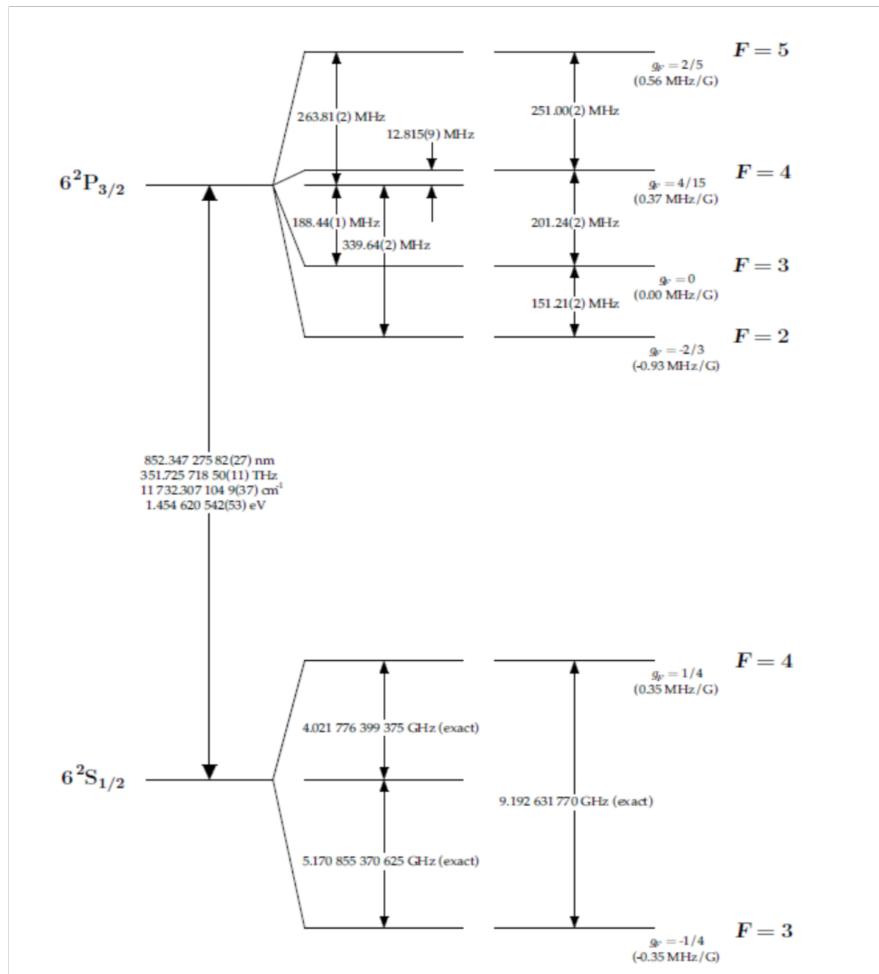 F = 5
g_F = 2/5
(0.56 MHz/G)
263.81(2) MHz
251.00(2) MHz
12.815(9) MHz
6²P₃/₂
F = 4
g_F = 4/15
(0.37 MHz/G)
188.44(1) MHz
201.24(2) MHz
339.64(2) MHz
F = 3
g_F = 0
(0.00 MHz/G)
151.21(2) MHz
F = 2
g_F = -2/3
(-0.93 MHz/G)
852.347 275 82(27) nm
351.725 718 50(11) THz
11 732.307 104 9(37) cm⁻¹
1.454 620 542(53) eV
F = 4
g_F = 1/4
(0.35 MHz/G)
4.021 776 399 375 GHz (exact)
6²S₁/₂
9.192 631 770 GHz (exact)
5.170 855 370 625 GHz (exact)
F = 3
g_F = -1/4
(-0.35 MHz/G)